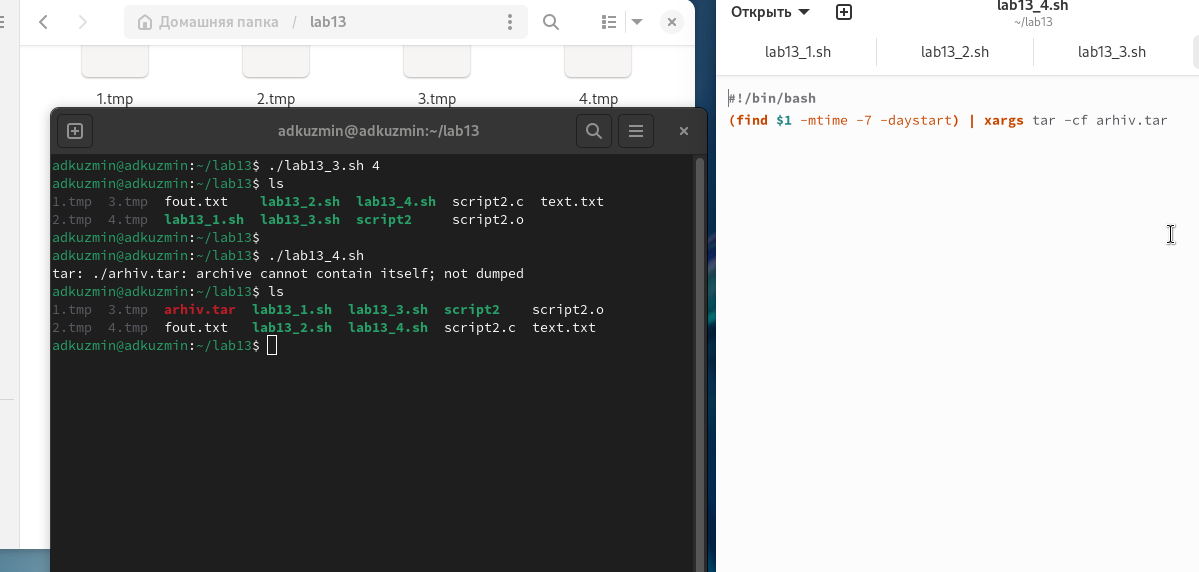 Домашняя папка / lab13
1.tmp 2.tmp 3.tmp 4.tmp
adkuzmin@adkuzmin:~/lab13
adkuzmin@adkuzmin:~/lab13$ ./lab13_3.sh 4
adkuzmin@adkuzmin:~/lab13$ ls
1.tmp  3.tmp  fout.txt    lab13_2.sh  lab13_4.sh  script2.c  text.txt
2.tmp  4.tmp  lab13_1.sh  lab13_3.sh  script2     script2.o
adkuzmin@adkuzmin:~/lab13$
adkuzmin@adkuzmin:~/lab13$ ./lab13_4.sh
tar: ./arhiv.tar: archive cannot contain itself; not dumped
adkuzmin@adkuzmin:~/lab13$ ls
1.tmp  3.tmp  arhiv.tar  lab13_1.sh  lab13_3.sh  script2    script2.o
2.tmp  4.tmp  fout.txt   lab13_2.sh  lab13_4.sh  script2.c  text.txt
adkuzmin@adkuzmin:~/lab13$
Открыть
lab13_4.sh
~/lab13
lab13_1.sh lab13_2.sh lab13_3.sh
#!/bin/bash
(find $1 -mtime -7 -daystart) | xargs tar -cf arhiv.tar